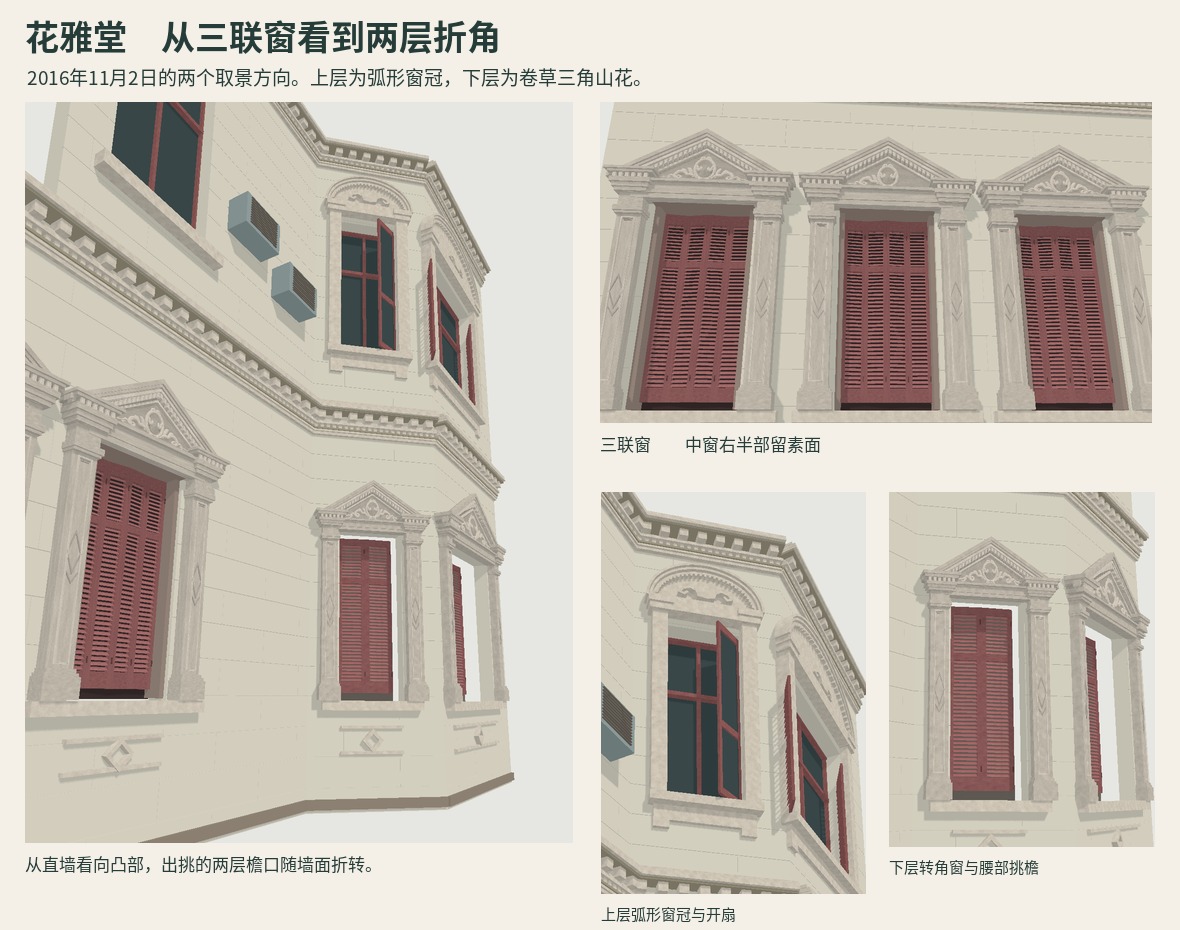 花雅堂　从三联窗看到两层折角
2016年11月2日的两个取景方向。上层为弧形窗冠，下层为卷草三角山花。
三联窗　　中窗右半部留素面
从直墙看向凸部，出挑的两层檐口随墙面折转。
下层转角窗与腰部挑檐
上层弧形窗冠与开扇